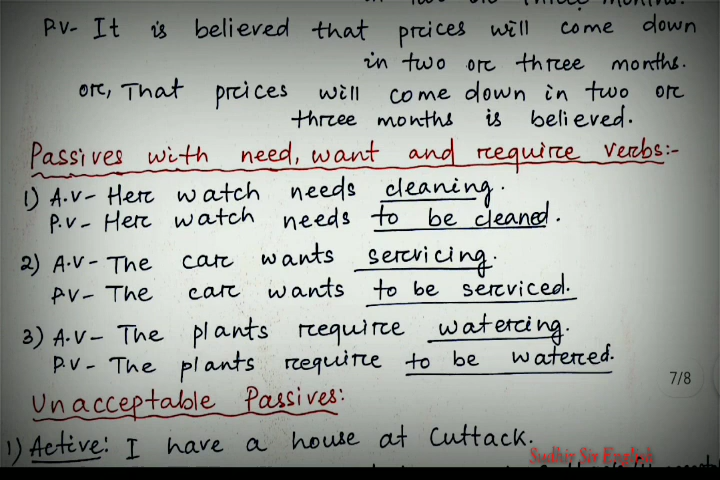 P.V- It is believed that prices will come down
in two or three months.
or, That prices will come down in two or
three months is believed.
Passives with need, want and require verbs:-
1) A.V- Her watch needs cleaning.
P.V- Her watch needs to be cleaned.
2) A.V- The car wants servicing.
P.V- The car wants to be serviced.
3) A.V- The plants require watering.
P.V- The plants require to be watered.
7/8
Unacceptable Passives:
1) Active: I have a house at Cuttack.
Sudhir Sir English